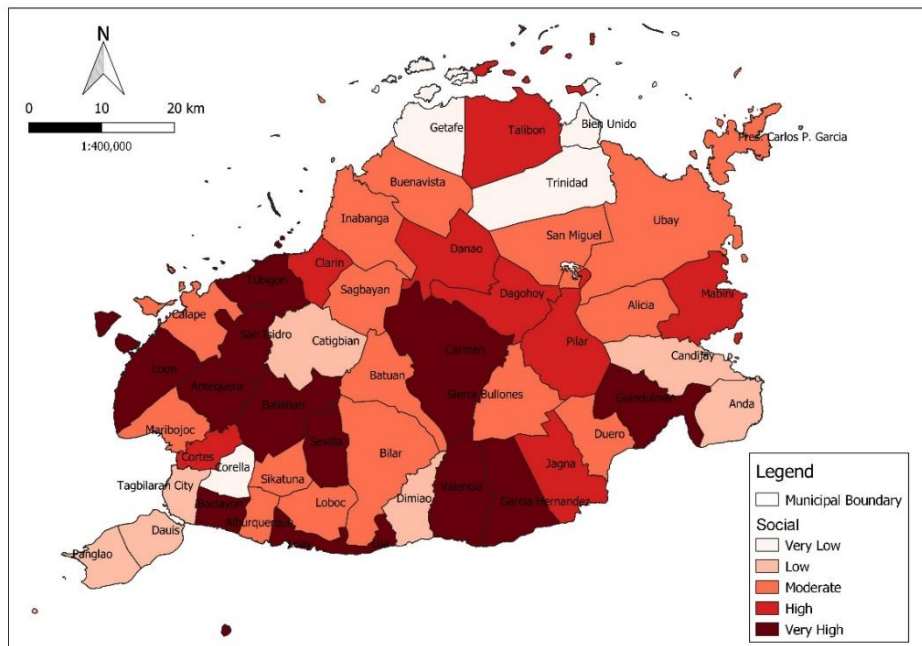 N
0 10 20 km
1:400,000
Getafe
Talibon
Bien Unido
Pres. Carlos P. Garcia
Buenavista
Trinidad
Inabanga
Ubay
San Miguel
Danao
Clarin
Tubigon
Sagbayan
Dagohoy
Mabini
Alicia
Calape
San Isidro
Catigbian
Carmen
Pilar
Candijay
Loon
Antequera
Batuan
Sierra Bullones
Guindulman
Anda
Balilihan
Maribojoc
Sevilla
Bilar
Duero
Cortes
Corella
Jagna
Tagbilaran City
Sikatuna
Valencia
Garcia Hernandez
Baclayon
Loboc
Dimiao
Alburquerque
Dauis
Panglao
Legend
Municipal Boundary
Social
Very Low
Low
Moderate
High
Very High